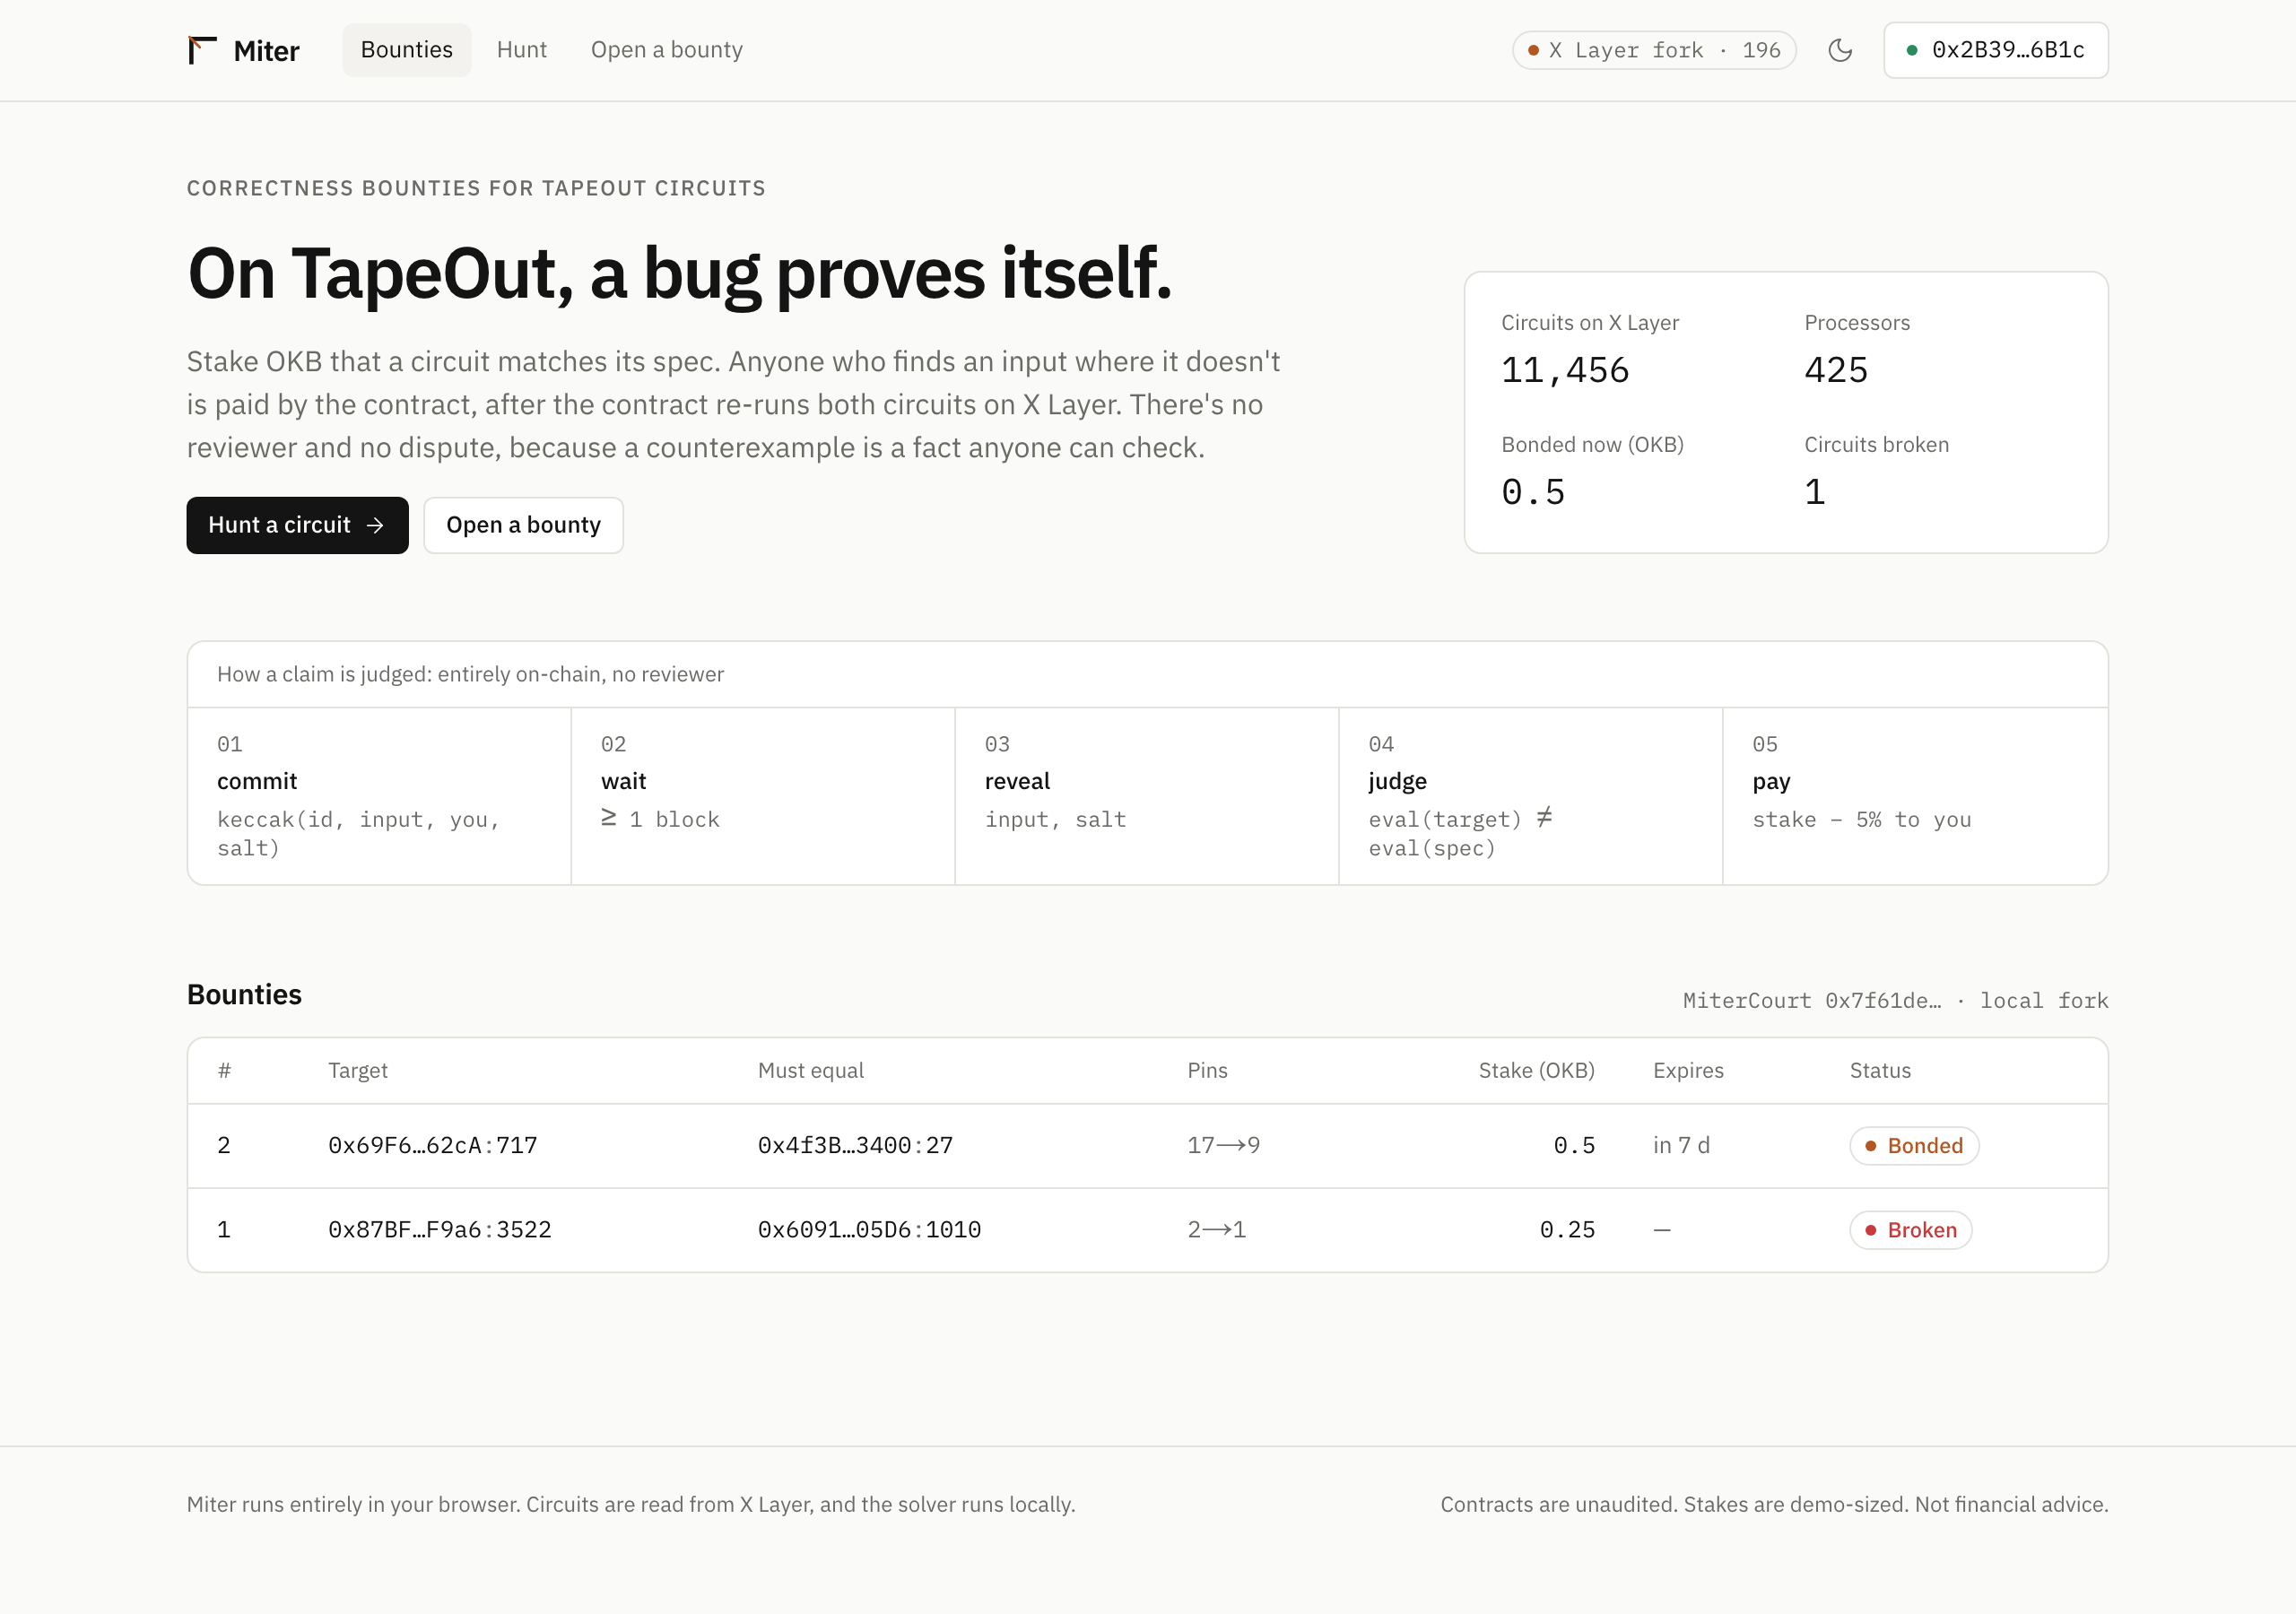 Miter
Bounties
Hunt
Open a bounty
X Layer fork · 196
0x2B39…6B1c
CORRECTNESS BOUNTIES FOR TAPEOUT CIRCUITS
On TapeOut, a bug proves itself.
Stake OKB that a circuit matches its spec. Anyone who finds an input where it doesn't
is paid by the contract, after the contract re-runs both circuits on X Layer. There's no
reviewer and no dispute, because a counterexample is a fact anyone can check.
Hunt a circuit →
Open a bounty
Circuits on X Layer
11,456
Processors
425
Bonded now (OKB)
0.5
Circuits broken
1
How a claim is judged: entirely on-chain, no reviewer
01
commit
keccak(id, input, you,
salt)
02
wait
≥ 1 block
03
reveal
input, salt
04
judge
eval(target) ≠
eval(spec)
05
pay
stake − 5% to you
Bounties
MiterCourt 0x7f61de… · local fork
# Target Must equal Pins Stake (OKB) Expires Status
2 0x69F6…62cA:717 0x4f3B…3400:27 17→9 0.5 in 7 d Bonded
1 0x87BF…F9a6:3522 0x6091…05D6:1010 2→1 0.25 — Broken
Miter runs entirely in your browser. Circuits are read from X Layer, and the solver runs locally.
Contracts are unaudited. Stakes are demo-sized. Not financial advice.